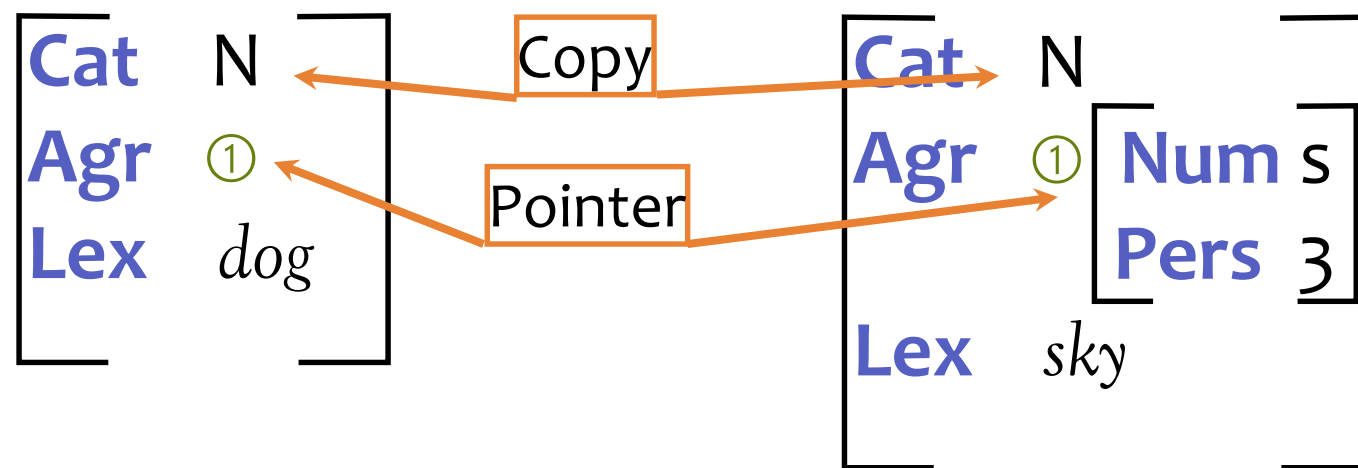 Cat N
Agr ①
Lex dog
Copy
Pointer
Cat N
Agr ① Num s
Pers 3
Lex sky